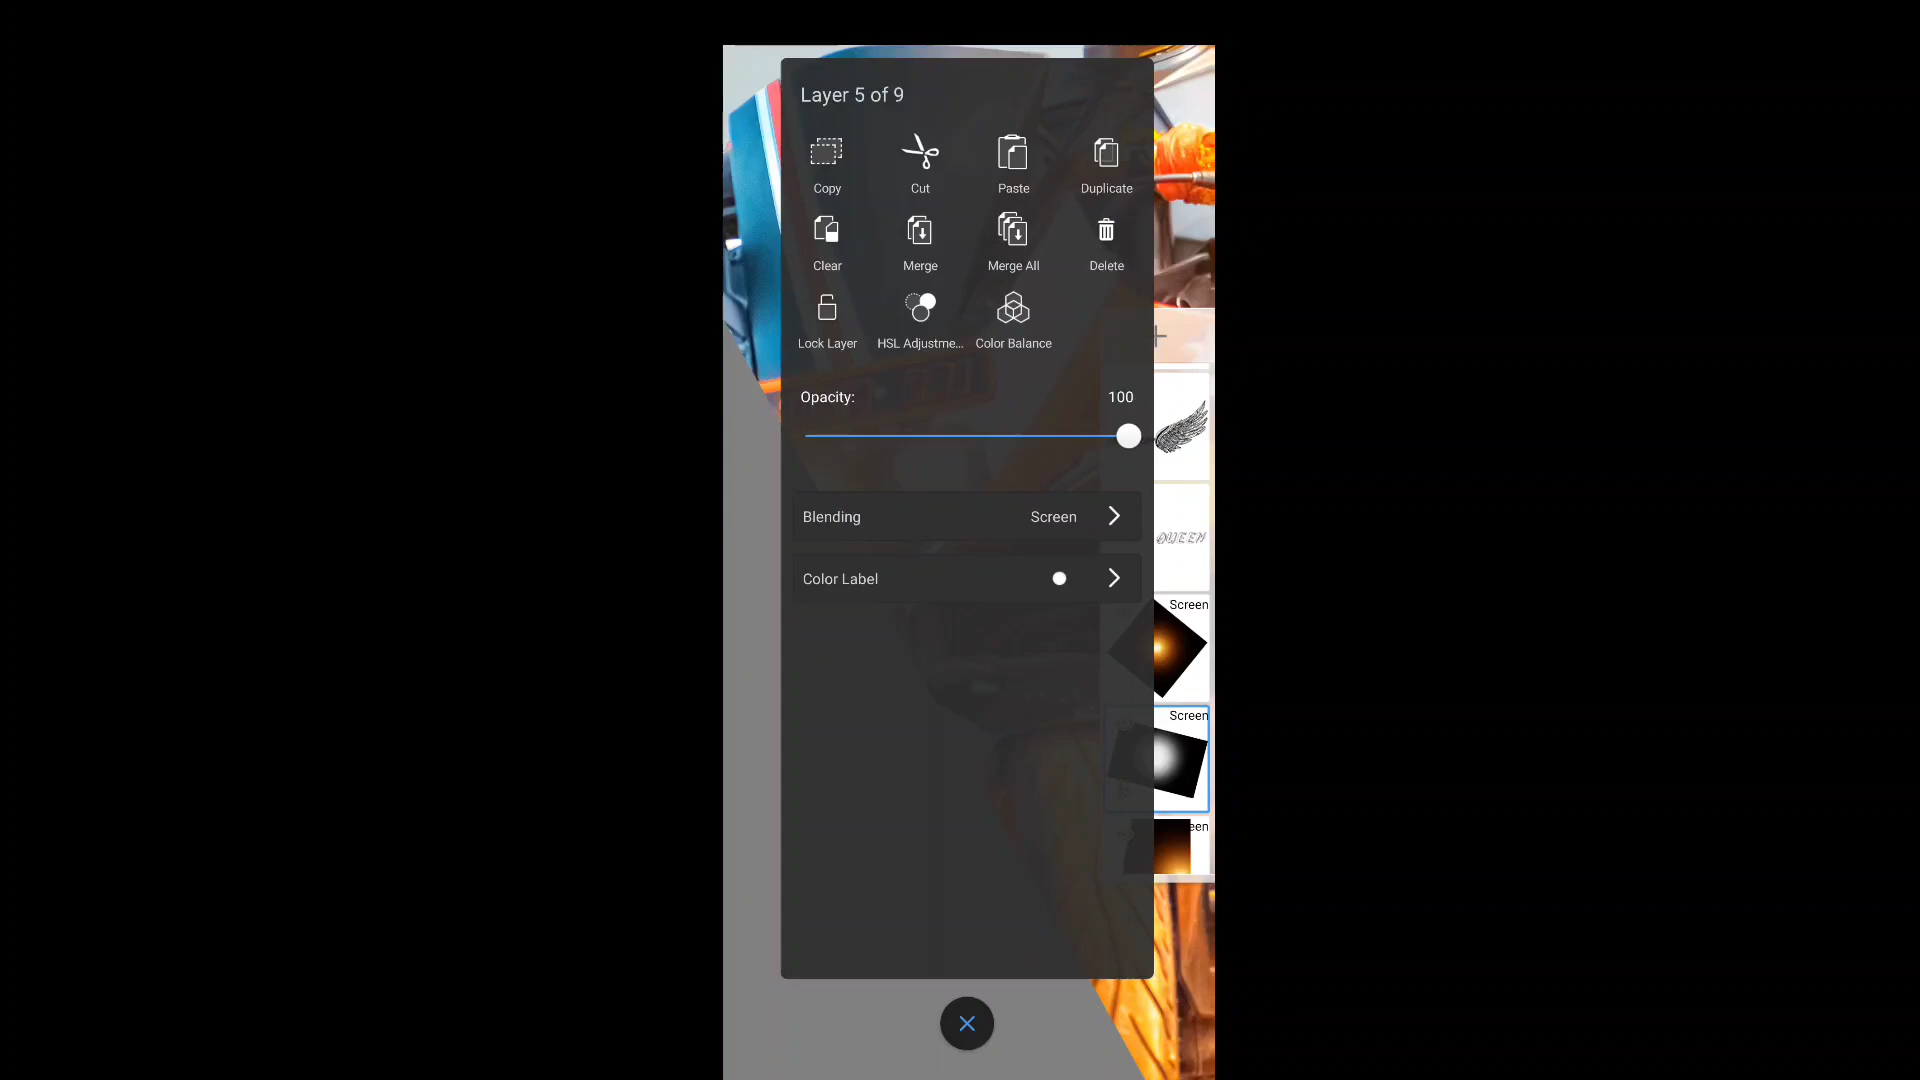 Layer 5 of 9
Copy Cut Paste Duplicate
Clear Merge Merge All Delete
Lock Layer HSL Adjustme... Color Balance
Opacity: 100
Blending Screen
Color Label
QUEEN
Screen
Screen
een